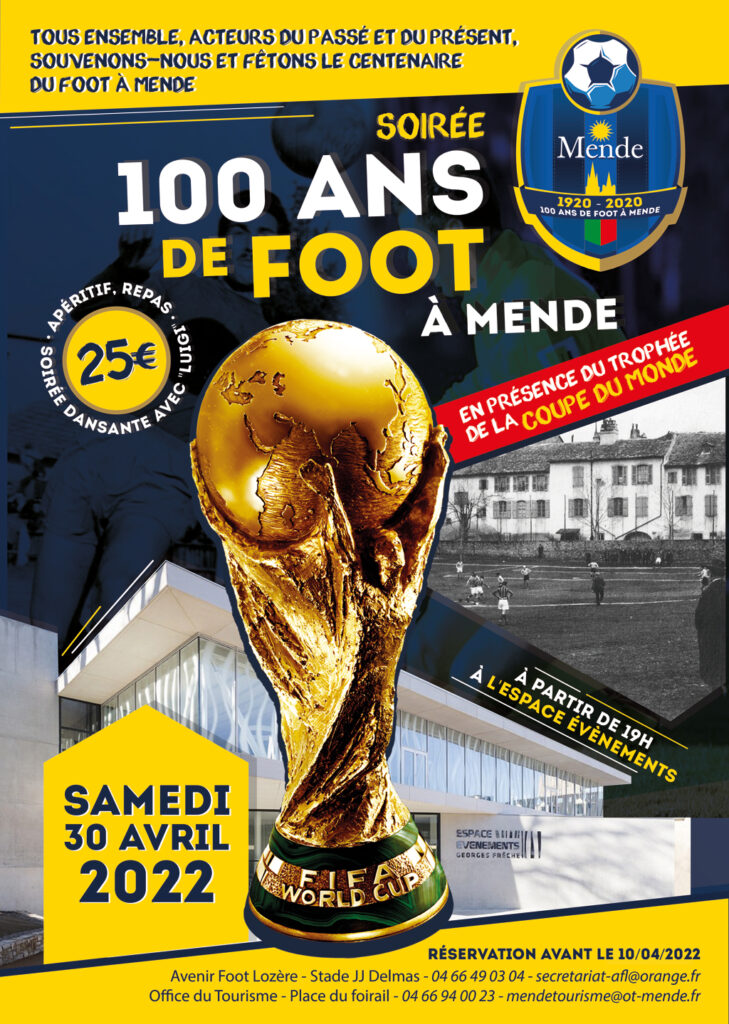 TOUS ENSEMBLE, ACTEURS DU PASSÉ ET DU PRÉSENT,
SOUVENONS-NOUS ET FÊTONS LE CENTENAIRE
DU FOOT À MENDE
Mende
1920 - 2020
100 ANS DE FOOT À MENDE
SOIRÉE
100 ANS
DE FOOT
À MENDE
· APÉRITIF, REPAS ·
SOIRÉE DANSANTE AVEC "LUIGI"
25€
EN PRÉSENCE DU TROPHÉE
DE LA COUPE DU MONDE
À PARTIR DE 19H
À L'ESPACE ÉVÉNEMENTS
SAMEDI
30 AVRIL
2022
ESPACE
EVENEMENTS
GEORGES FRÊCHE
FIFA
WORLD CUP
RÉSERVATION AVANT LE 10/04/2022
Avenir Foot Lozère - Stade JJ Delmas - 04 66 49 03 04 - secretariat-afl@orange.fr
Office du Tourisme - Place du foirail - 04 66 94 00 23 - mendetourisme@ot-mende.fr